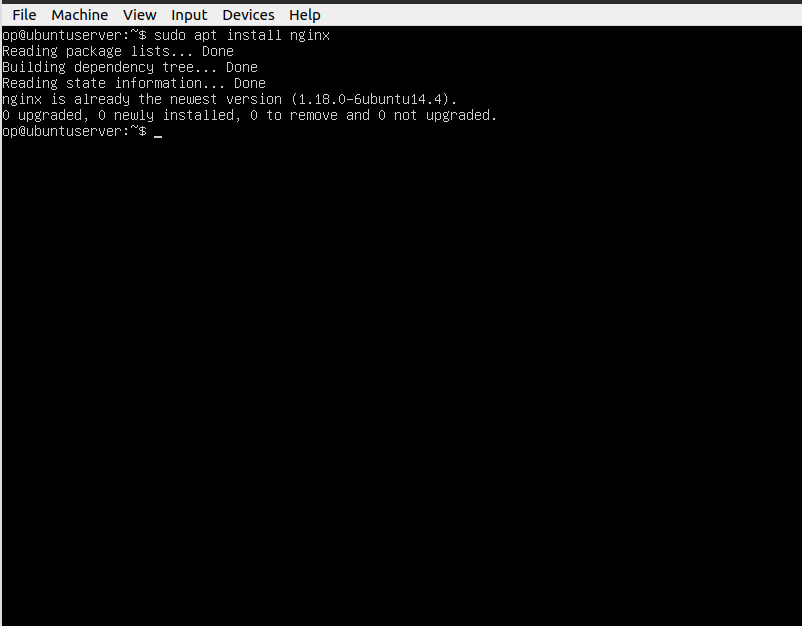 File Machine View Input Devices Help
op@ubuntuserver:~$ sudo apt install nginx
Reading package lists... Done
Building dependency tree... Done
Reading state information... Done
nginx is already the newest version (1.18.0-6ubuntu14.4).
0 upgraded, 0 newly installed, 0 to remove and 0 not upgraded.
op@ubuntuserver:~$ _